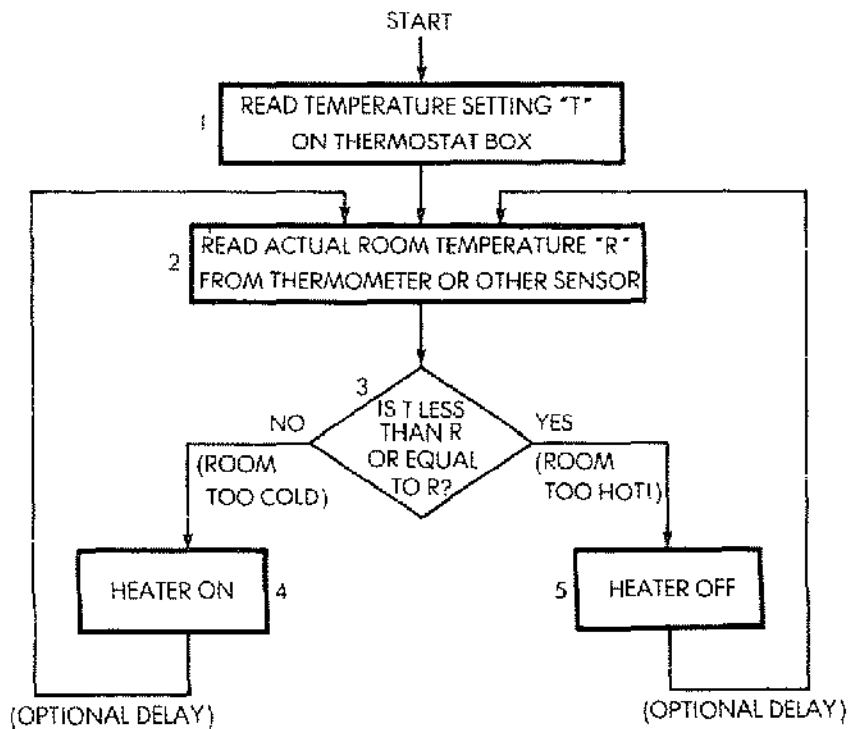 START
1
READ TEMPERATURE SETTING "T"
ON THERMOSTAT BOX
2
READ ACTUAL ROOM TEMPERATURE "R"
FROM THERMOMETER OR OTHER SENSOR
3
IS T LESS
THAN R
OR EQUAL
TO R?
NO
(ROOM
TOO COLD)
YES
(ROOM
TOO HOT!)
HEATER ON
4
5
HEATER OFF
(OPTIONAL DELAY)
(OPTIONAL DELAY)